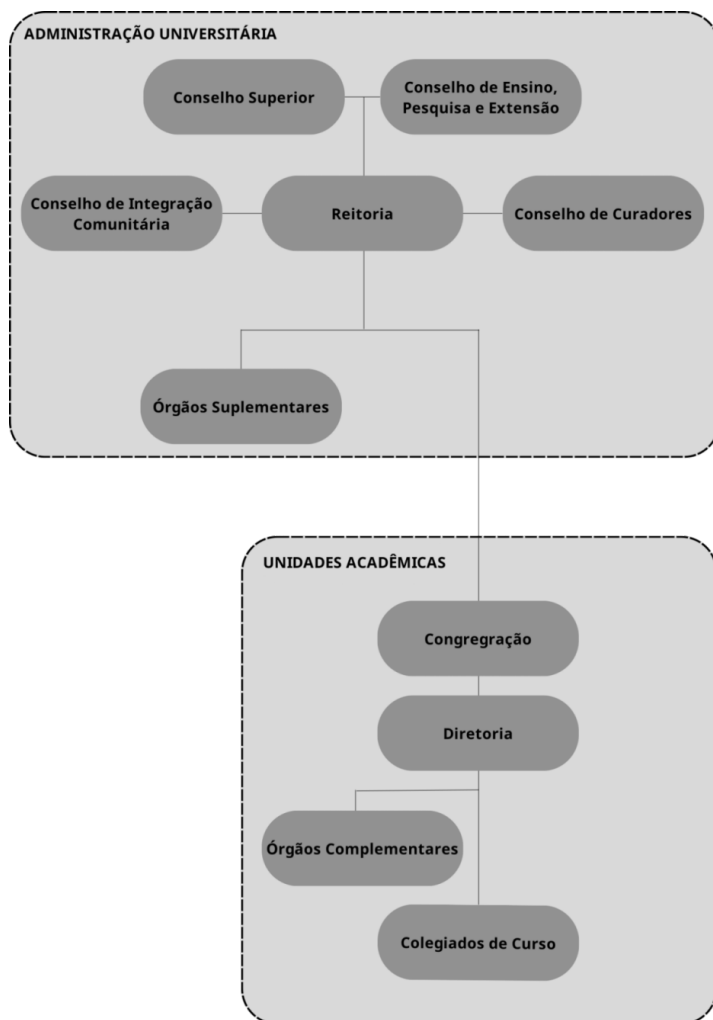 ADMINISTRAÇÃO UNIVERSITÁRIA
Conselho Superior
Conselho de Ensino,
Pesquisa e Extensão
Conselho de Integração
Comunitária
Reitoria
Conselho de Curadores
Órgãos Suplementares
UNIDADES ACADÊMICAS
Congregração
Diretoria
Órgãos Complementares
Colegiados de Curso